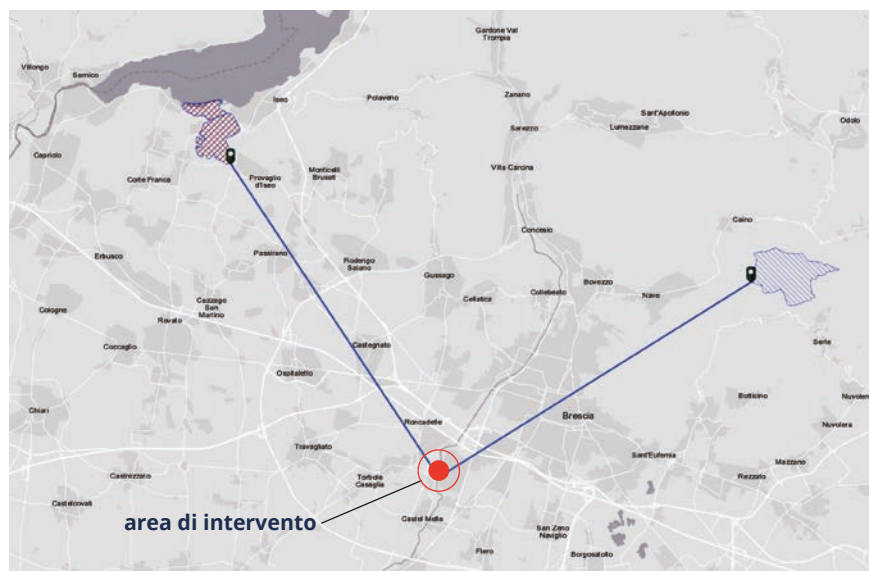 Gardone Val
Trompia
Villongo
Sarnico
Iseo
Polaveno
Zanano
Sant'Apollonio
Lumezzane
Odolo
Sarezzo
Capriolo
Corte Franca
Provaglio
d'Iseo
Monticelli
Brusati
Villa Carcina
Caino
Concesio
Erbusco
Passirano
Rodengo
Saiano
Gussago
Cellatica
Collebeato
Bovezzo
Nave
Cologne
Cazzago
San
Martino
Rovato
Coccaglio
Castegnato
Serle
Ospitaletto
Chiari
Roncadelle
Brescia
Botticino
Nuvolera
Travagliato
Sant'Eufemia
Mazzano
Rezzato
Castrezzato
Torbole
Casaglia
Castelcovati
Castel Mella
area di intervento
San Zeno
Naviglio
Flero
Borgosatollo